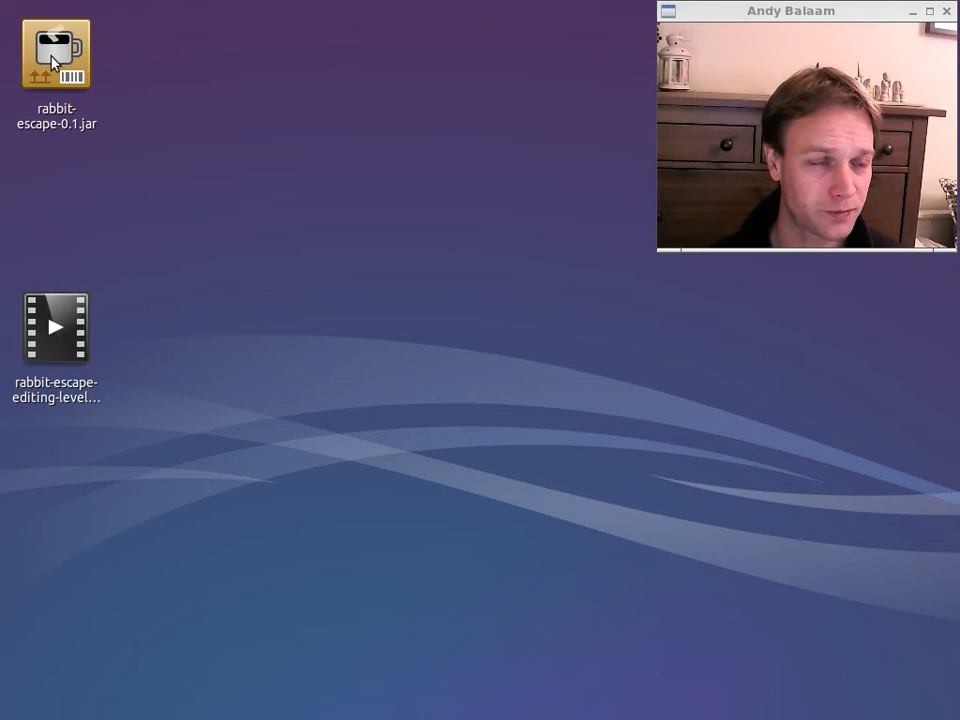 Andy Balaam
rabbit-
escape-0.1.jar
rabbit-escape-
editing-level...